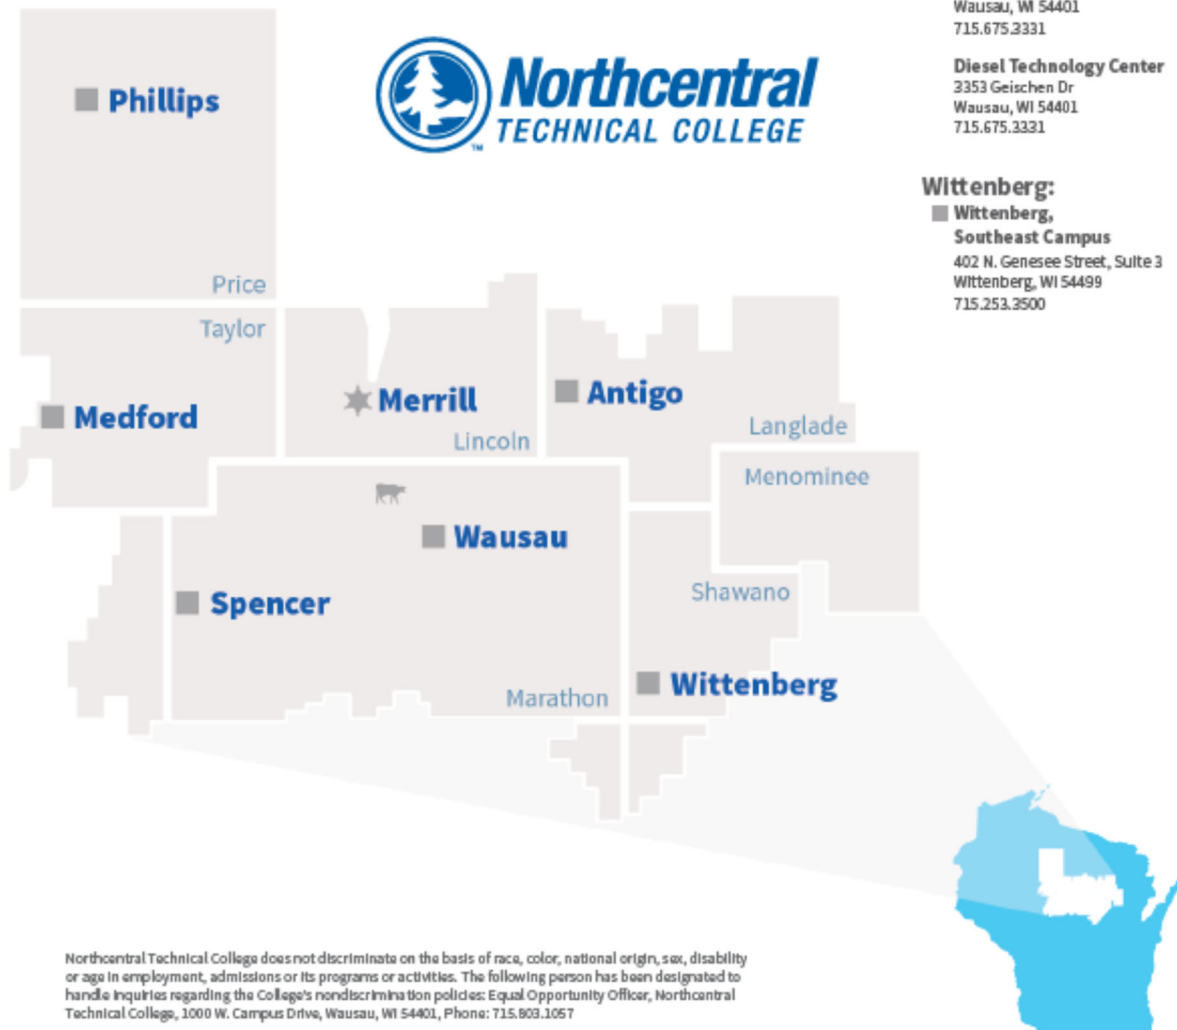 Wausau, WI 54401
715.675.3331
Diesel Technology Center
3353 Geischen Dr
Wausau, WI 54401
715.675.3331
Wittenberg:
Wittenberg,
Southeast Campus
402 N. Genesee Street, Suite 3
Wittenberg, WI 54499
715.253.3500
Northcentral
TECHNICAL COLLEGE
TM
Phillips
Price
Taylor
Medford
Merrill
Lincoln
Antigo
Langlade
Menominee
Wausau
Spencer
Shawano
Marathon
Wittenberg
Northcentral Technical College does not discriminate on the basis of race, color, national origin, sex, disability
or age in employment, admissions or its programs or activities. The following person has been designated to
handle inquiries regarding the College's nondiscrimination policies: Equal Opportunity Officer, Northcentral
Technical College, 1000 W. Campus Drive, Wausau, WI 54401, Phone: 715.803.1057